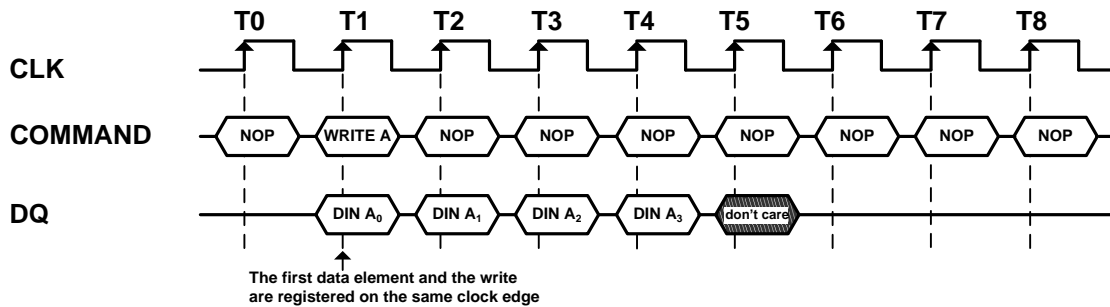 T0 T1 T2 T3 T4 T5 T6 T7 T8
CLK
COMMAND NOP WRITE A NOP NOP NOP NOP NOP NOP NOP
DQ DIN A0 DIN A1 DIN A2 DIN A3 don't care
The first data element and the write
are registered on the same clock edge